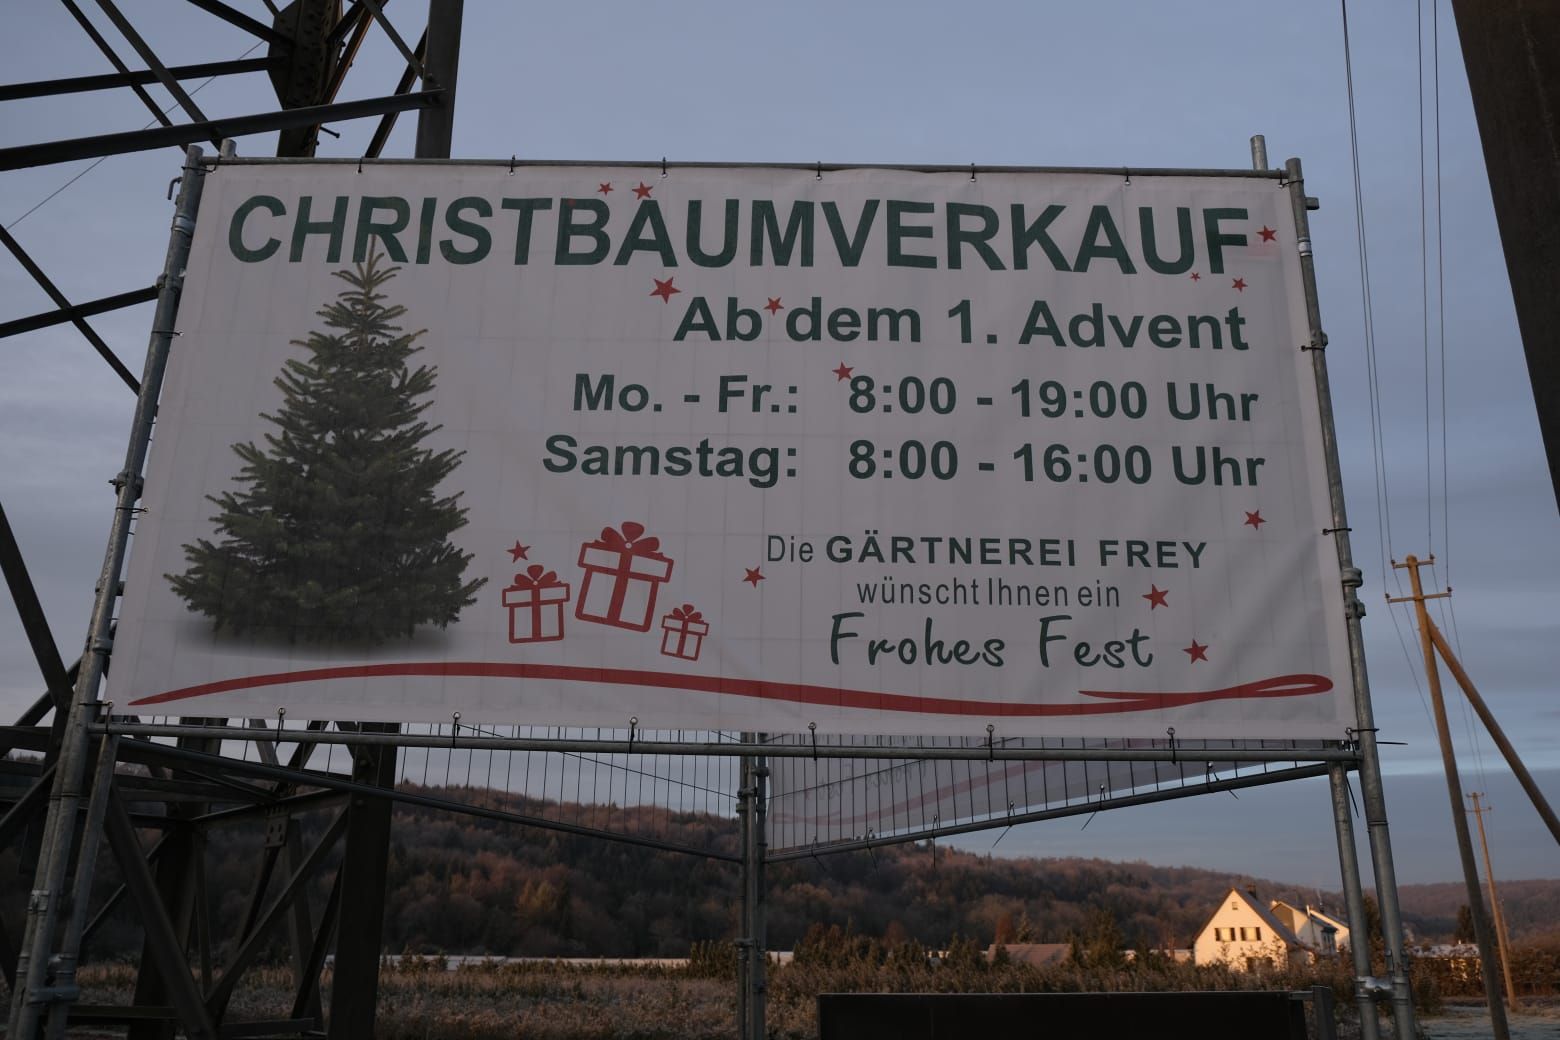 CHRISTBAUMVERKAUF
Ab dem 1. Advent
Mo. - Fr.: 8:00 - 19:00 Uhr
Samstag: 8:00 - 16:00 Uhr
Die GÄRTNEREI FREY
wünscht Ihnen ein
Frohes Fest